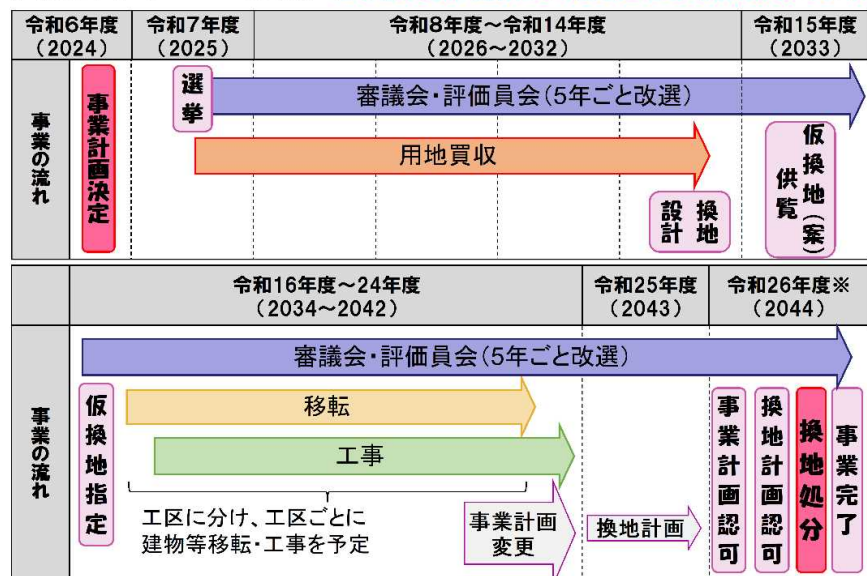 令和6年度
(2024)
令和7年度
(2025)
令和8年度～令和14年度
(2026～2032)
令和15年度
(2033)
事業の流れ
事業計画決定
選挙
審議会・評価員会(5年ごと改選)
用地買収
換地
設計
仮換地(案)
供覧
令和16年度～24年度
(2034～2042)
令和25年度
(2043)
令和26年度※
(2044)
事業の流れ
審議会・評価員会(5年ごと改選)
仮換地指定
移転
工事
工区に分け、工区ごとに
建物等移転・工事を予定
事業計画
変更
換地計画
事業計画認可
換地計画認可
換地処分
事業完了